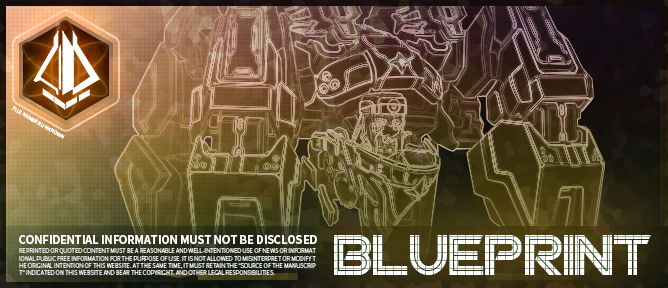 FILE NUMBER:UNKNOWN
CONFIDENTIAL INFORMATION MUST NOT BE DISCLOSED
REPRINTED OR QUOTED CONTENT MUST BE A REASONABLE AND WELL-INTENTIONED USE OF NEWS OR INFORMAT
IONAL PUBLIC FREE INFORMATION FOR THE PURPOSE OF USE. IT IS NOT ALLOWED TO MISINTERPRET OR MODIFY T
HE ORIGINAL INTENTION OF THIS WEBSITE. AT THE SAME TIME, IT MUST RETAIN THE "SOURCE OF THE MANUSCRIP
T" INDICATED ON THIS WEBSITE AND BEAR THE COPYRIGHT, AND OTHER LEGAL RESPONSIBILITIES.
BLUEPRINT